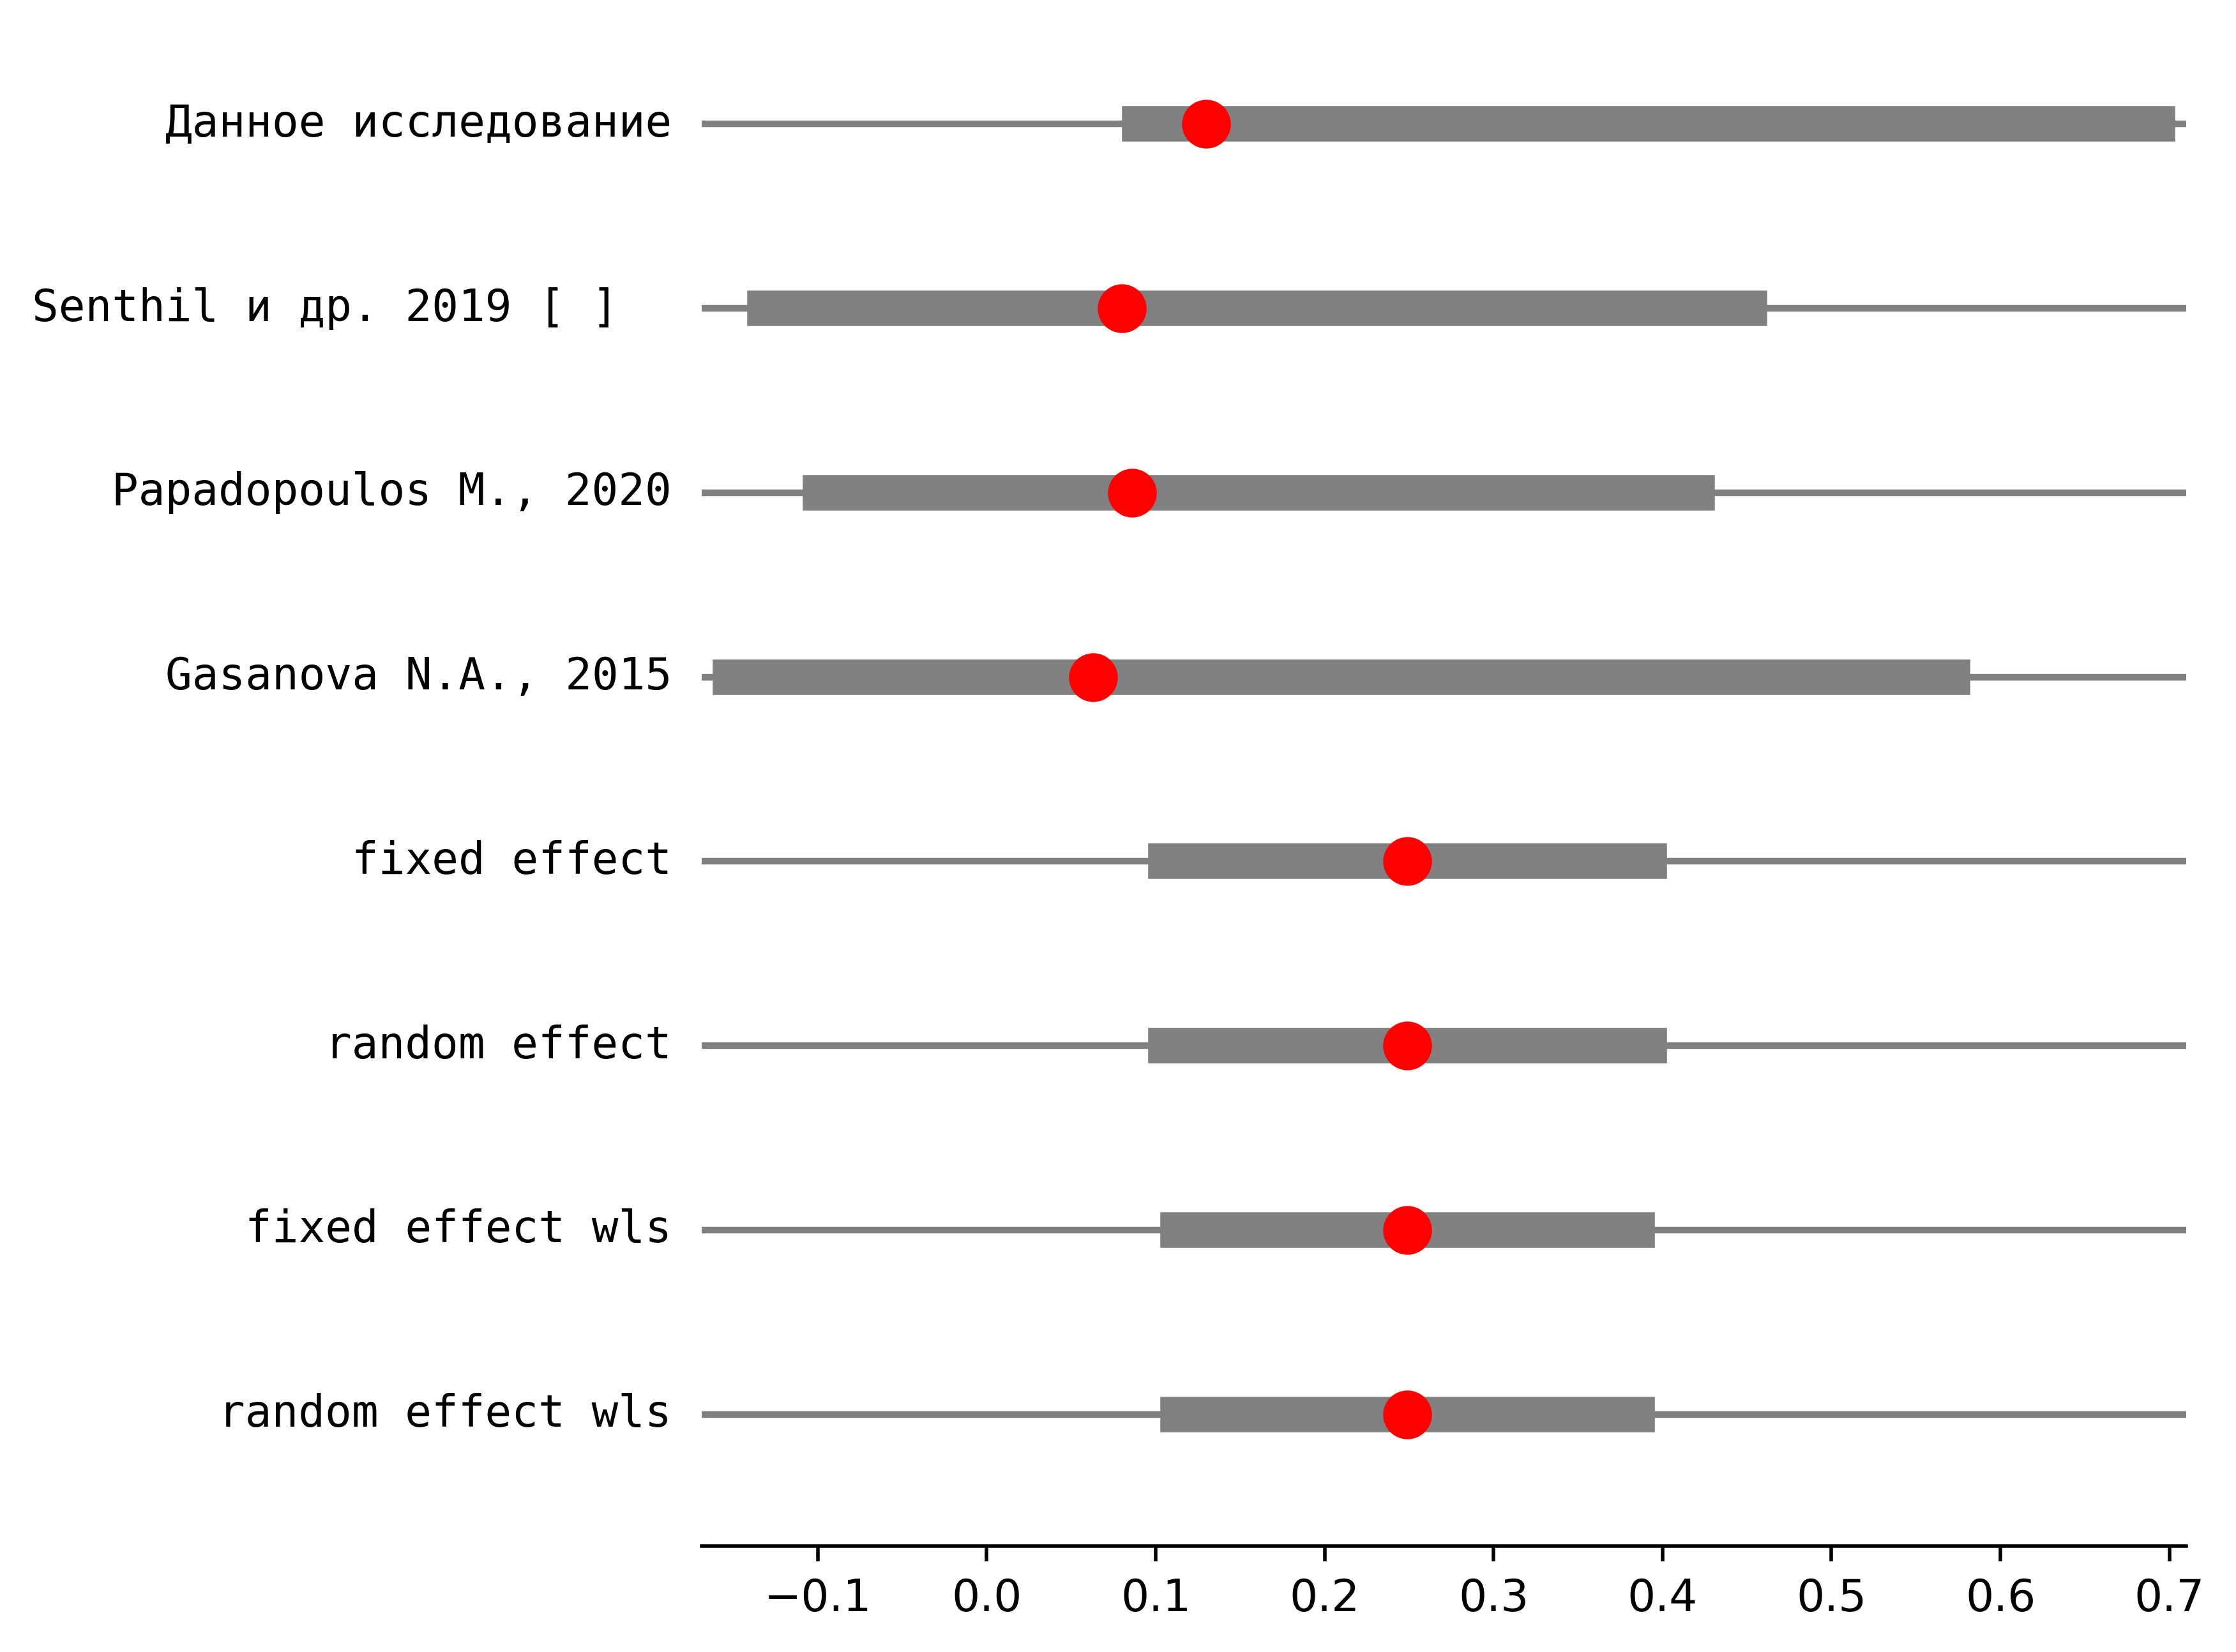 Данное исследование
Senthil и др. 2019 [ ]
Papadopoulos M., 2020
Gasanova N.A., 2015
fixed effect
random effect
fixed effect wls
random effect wls
−0.1 0.0 0.1 0.2 0.3 0.4 0.5 0.6 0.7